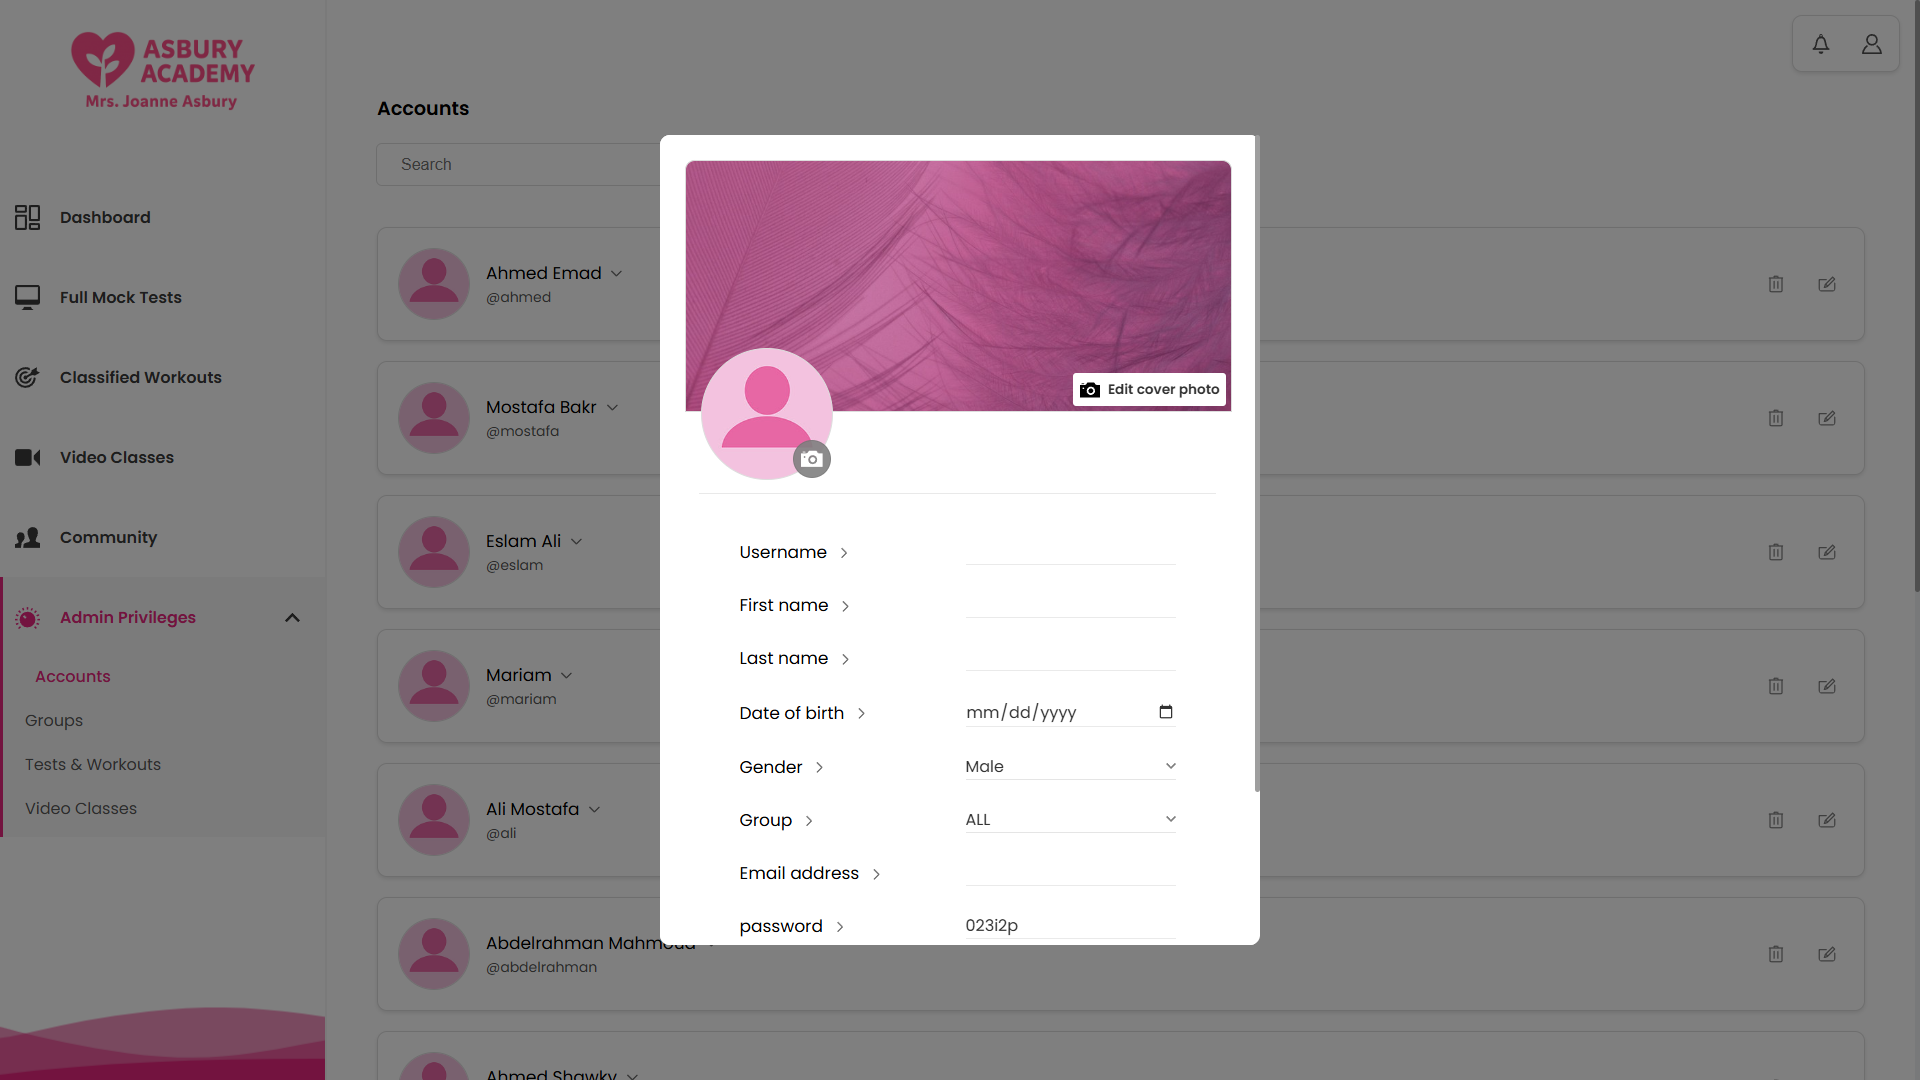 ASBURY
ACADEMY
Mrs. Joanne Asbury
Dashboard
Full Mock Tests
Classified Workouts
Video Classes
Community
Admin Privileges
Accounts
Groups
Tests & Workouts
Video Classes
Accounts
Search
Ahmed Emad
@ahmed
Mostafa Bakr
@mostafa
Eslam Ali
@eslam
Mariam
@mariam
Ali Mostafa
@ali
Abdelrahman Mahmoud
@abdelrahman
Ahmed Shawky
Edit cover photo
Username
First name
Last name
Date of birth mm/dd/yyyy
Gender Male
Group ALL
Email address
password 023i2p